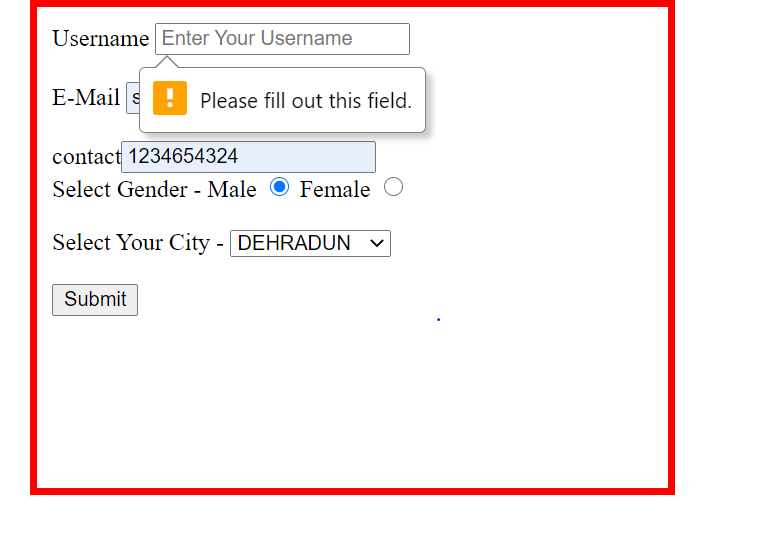 Username Enter Your Username
E-Mail s
Please fill out this field.
contact 1234654324
Select Gender - Male Female
Select Your City - DEHRADUN
Submit